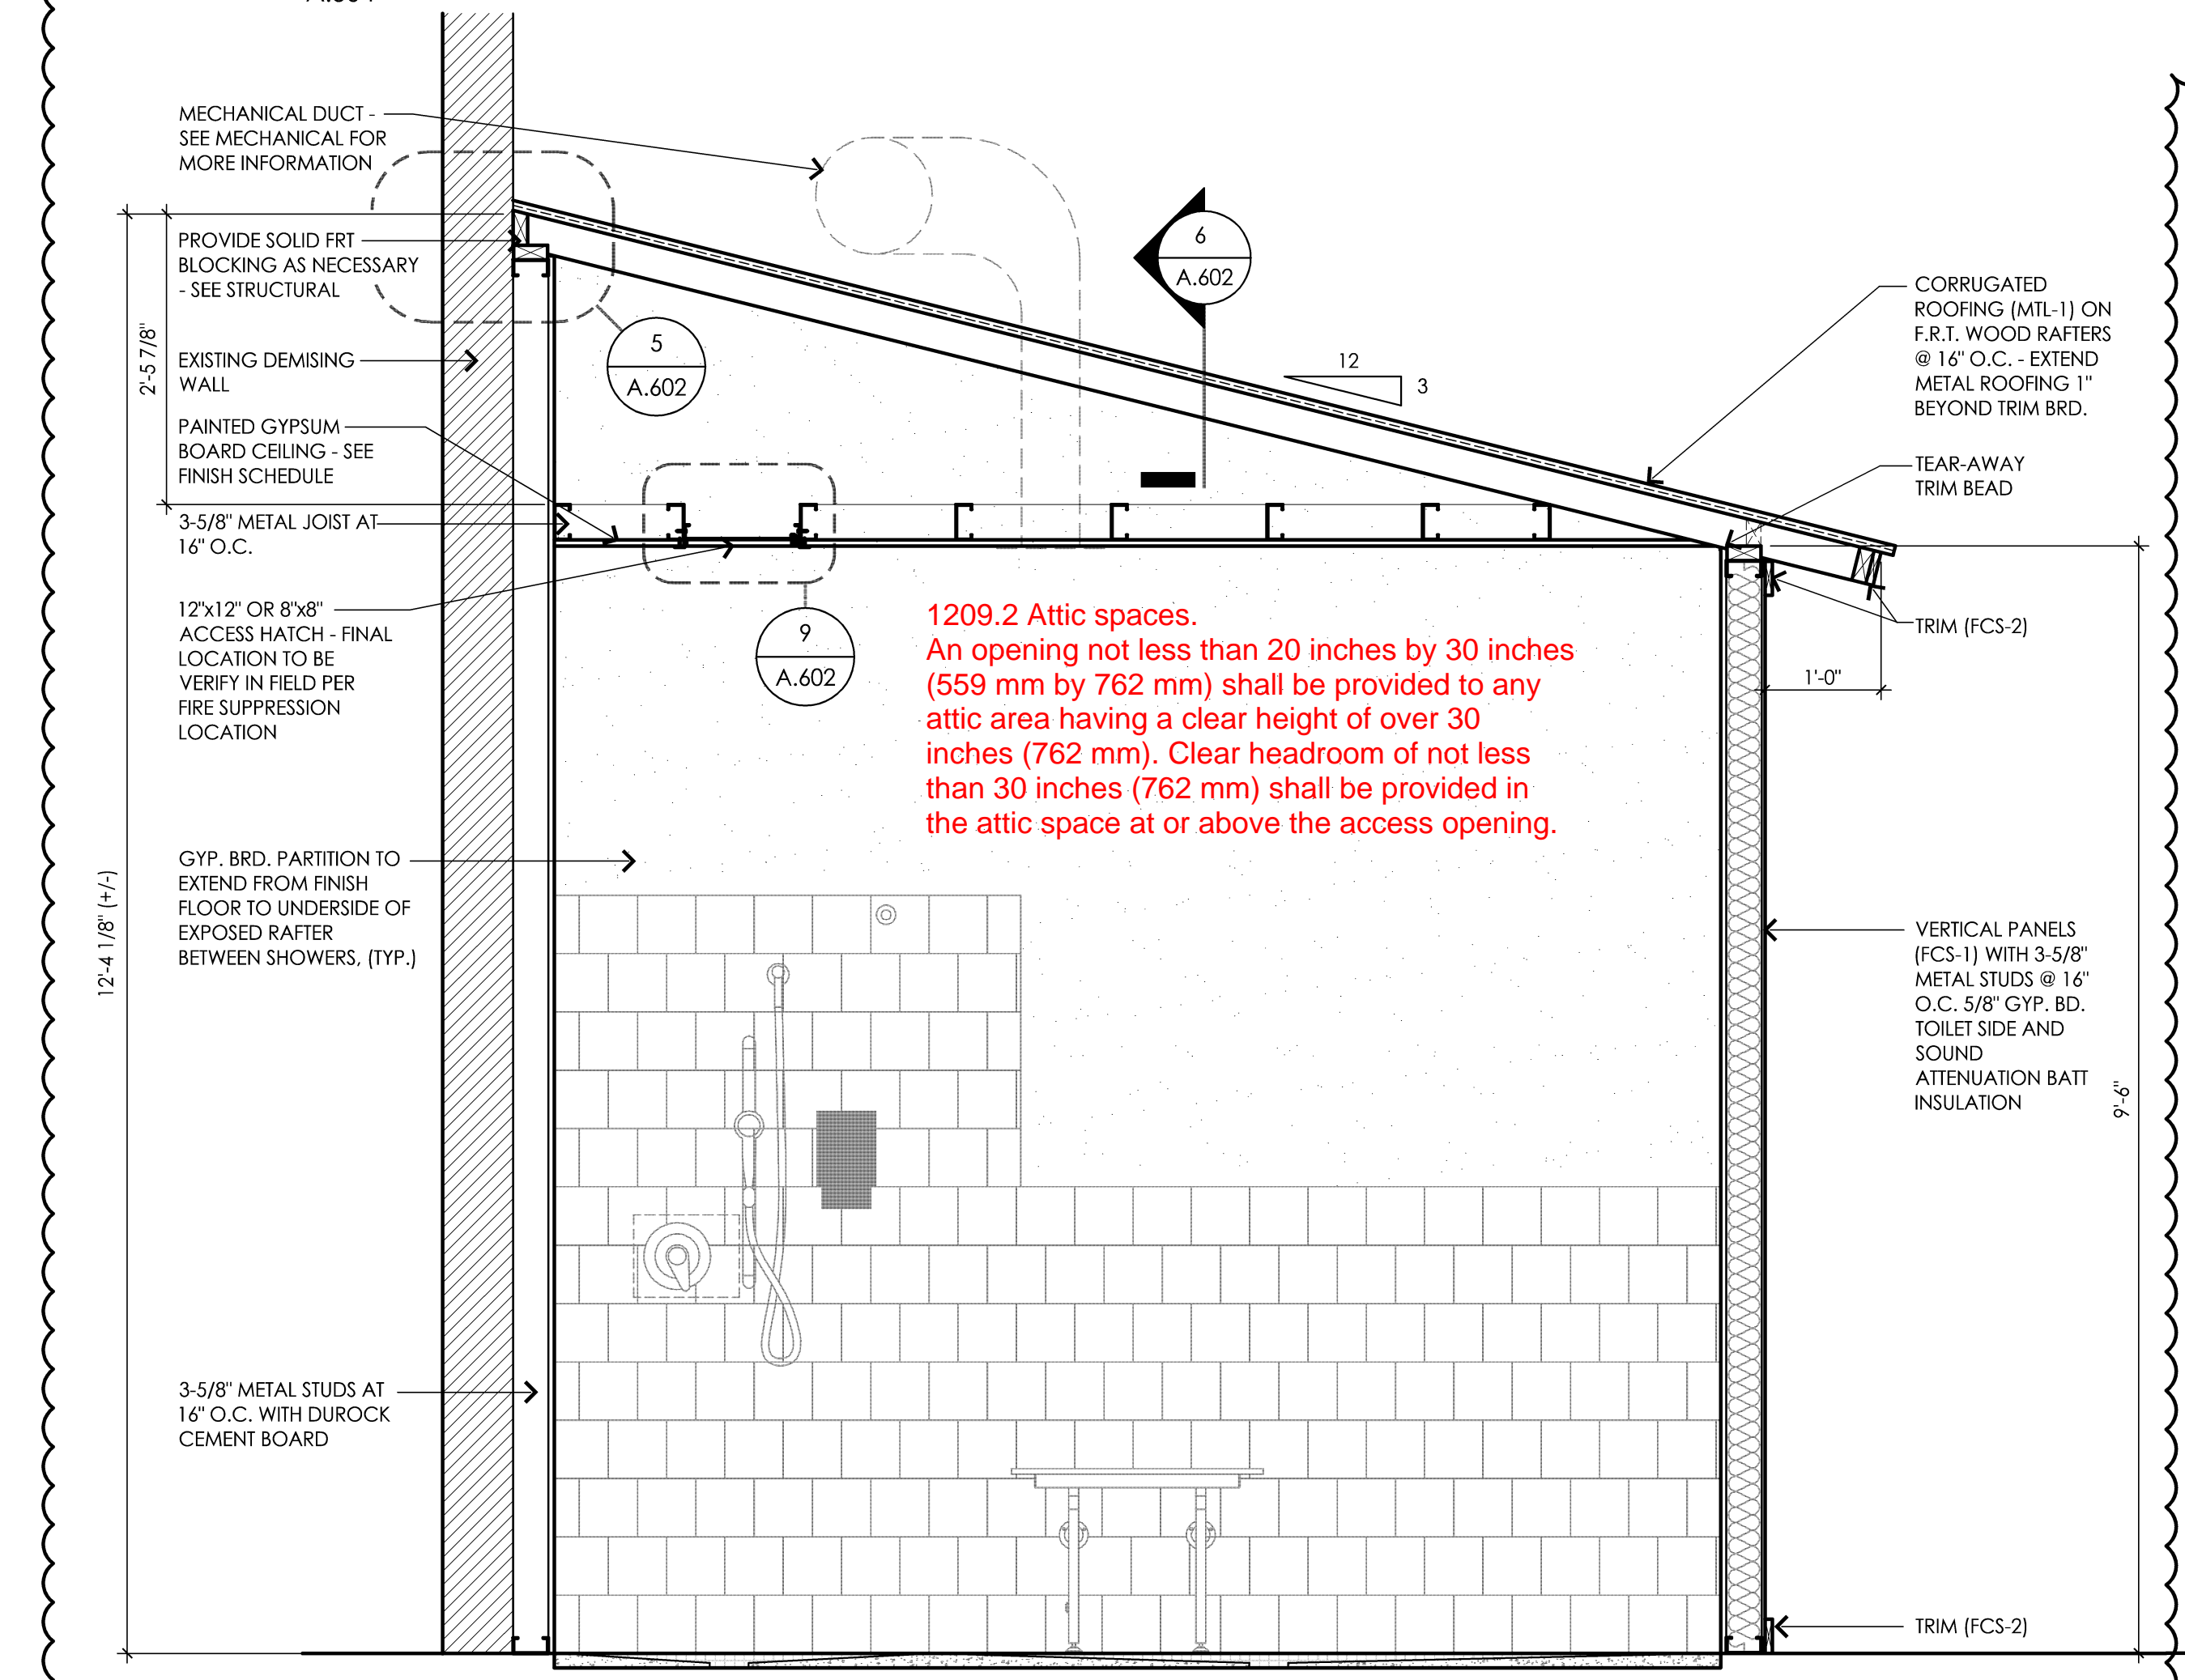 MECHANICAL DUCT -
SEE MECHANICAL FOR
MORE INFORMATION
PROVIDE SOLID FRT
BLOCKING AS NECESSARY
- SEE STRUCTURAL
2'-5 7/8"
EXISTING DEMISING
WALL
PAINTED GYPSUM
BOARD CEILING - SEE
FINISH SCHEDULE
3-5/8" METAL JOIST AT
16" O.C.
12"x12" OR 8"x8"
ACCESS HATCH - FINAL
LOCATION TO BE
VERIFY IN FIELD PER
FIRE SUPPRESSION
LOCATION
12'-4 1/8" (+/-)
GYP. BRD. PARTITION TO
EXTEND FROM FINISH
FLOOR TO UNDERSIDE OF
EXPOSED RAFTER
BETWEEN SHOWERS, (TYP.)
3-5/8" METAL STUDS AT
16" O.C. WITH DUROCK
CEMENT BOARD
5
A.602
6
A.602
12
3
9
A.602
1209.2 Attic spaces.
An opening not less than 20 inches by 30 inches
(559 mm by 762 mm) shall be provided to any
attic area having a clear height of over 30
inches (762 mm). Clear headroom of not less
than 30 inches (762 mm) shall be provided in
the attic space at or above the access opening.
CORRUGATED
ROOFING (MTL-1) ON
F.R.T. WOOD RAFTERS
@ 16" O.C. - EXTEND
METAL ROOFING 1"
BEYOND TRIM BRD.
TEAR-AWAY
TRIM BEAD
TRIM (FCS-2)
1'-0"
VERTICAL PANELS
(FCS-1) WITH 3-5/8"
METAL STUDS @ 16"
O.C. 5/8" GYP. BD.
TOILET SIDE AND
SOUND
ATTENUATION BATT
INSULATION
9'-6"
TRIM (FCS-2)